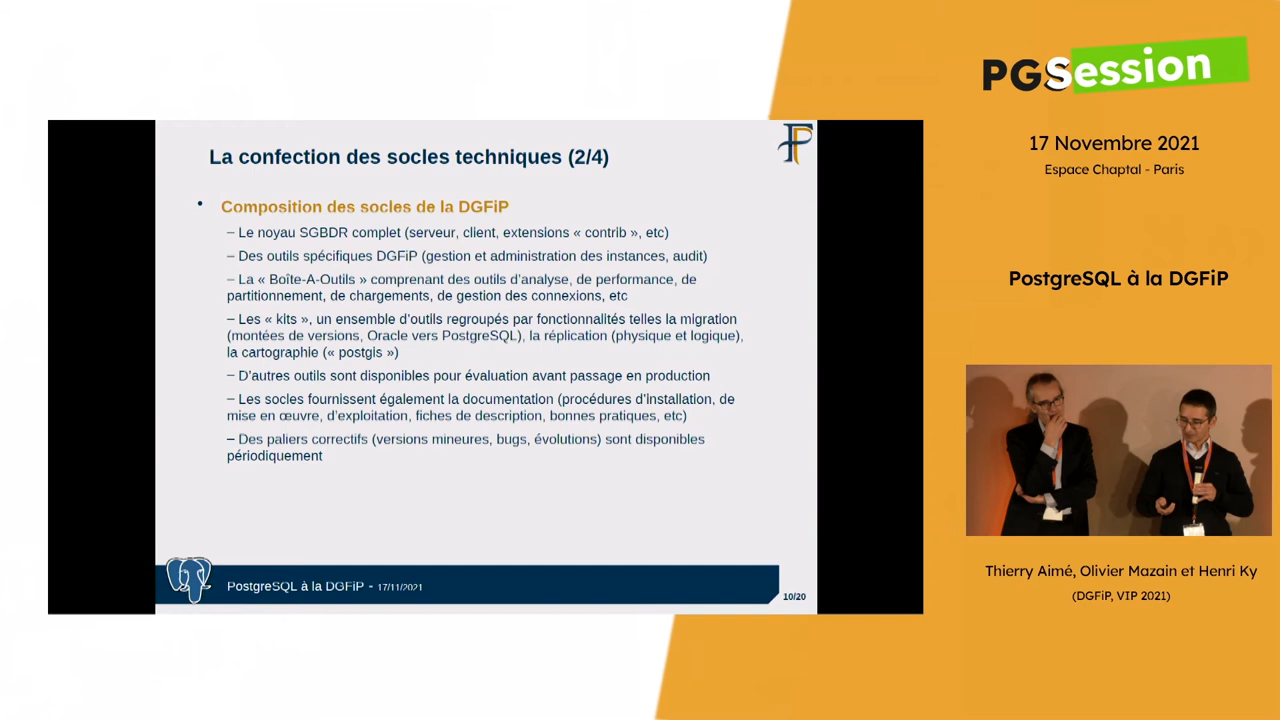 PGSession
17 Novembre 2021
Espace Chaptal - Paris
PostgreSQL à la DGFiP
La confection des socles techniques (2/4)
• Composition des socles de la DGFiP
– Le noyau SGBDR complet (serveur, client, extensions « contrib », etc)
– Des outils spécifiques DGFiP (gestion et administration des instances, audit)
– La « Boîte-A-Outils » comprenant des outils d'analyse, de performance, de
partitionnement, de chargements, de gestion des connexions, etc
– Les « kits », un ensemble d'outils regroupés par fonctionnalités telles la migration
(montées de versions, Oracle vers PostgreSQL), la réplication (physique et logique),
la cartographie (« postgis »)
– D'autres outils sont disponibles pour évaluation avant passage en production
– Les socles fournissent également la documentation (procédures d'installation, de
mise en œuvre, d'exploitation, fiches de description, bonnes pratiques, etc)
– Des paliers correctifs (versions mineures, bugs, évolutions) sont disponibles
périodiquement
PostgreSQL à la DGFiP - 17/11/2021
10/20
Thierry Aimé, Olivier Mazain et Henri Ky
(DGFiP, VIP 2021)